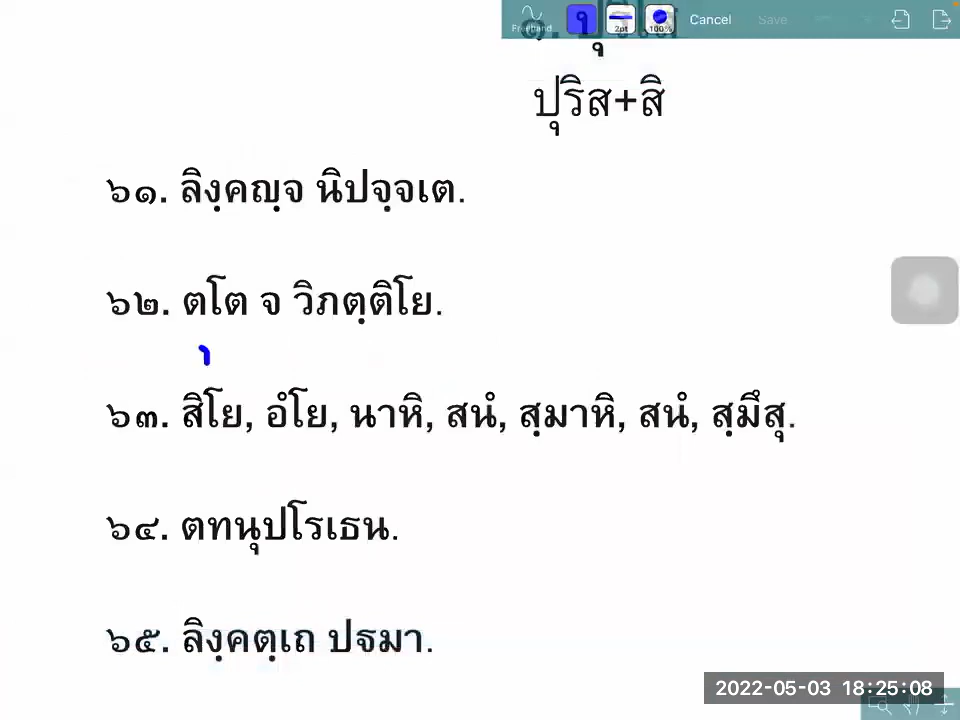 Freehand 2pt 100% Cancel Save
ปุริส+สิ
๖๑. ลิงฺคญฺจ นิปจฺจเต.
๖๒. ตโต จ วิภตฺติโย.
๖๓. สิโย, อํโย, นาหิ, สนํ, สฺมาหิ, สนํ, สฺมึสุ.
๖๔. ตทนุปโรเธน.
๖๕. ลิงฺคตฺเถ ปฐมา.
2022-05-03 18:25:08